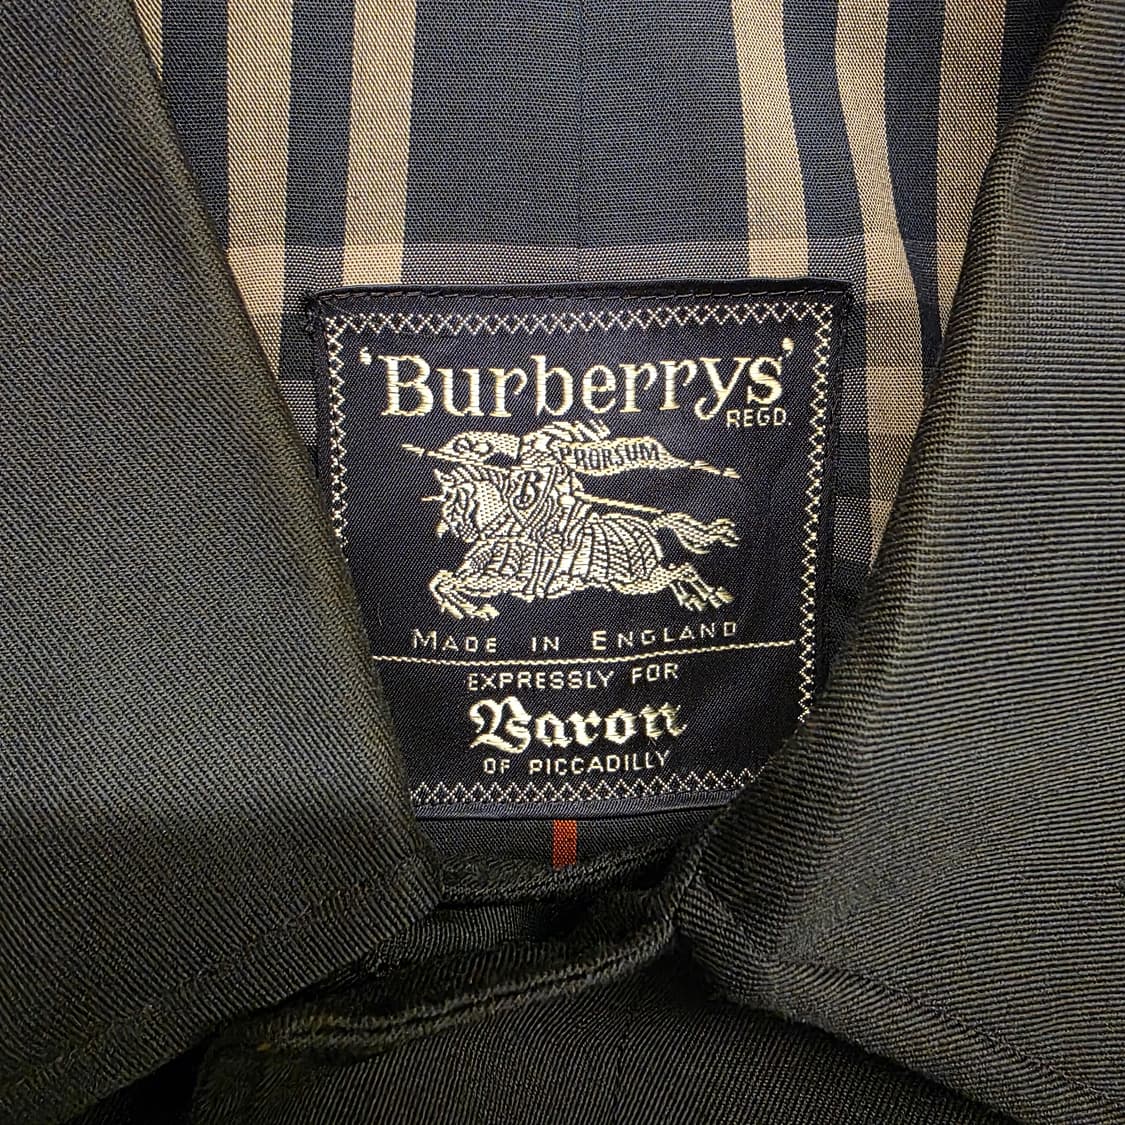 'Burberrys'
REGD.
PRORSUM
B
MADE IN ENGLAND
EXPRESSLY FOR
Baron
OF PICCADILLY